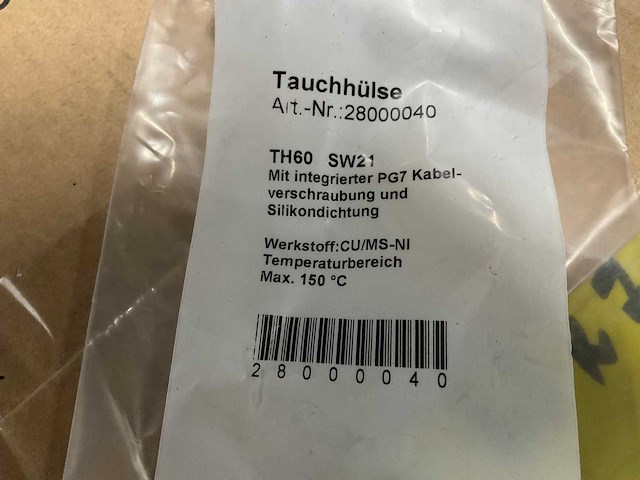 Tauchhülse
Art.-Nr.:28000040
TH60 SW21
Mit integrierter PG7 Kabel-
verschraubung und
Silikondichtung
Werkstoff:CU/MS-NI
Temperaturbereich
Max. 150 °C
28000040